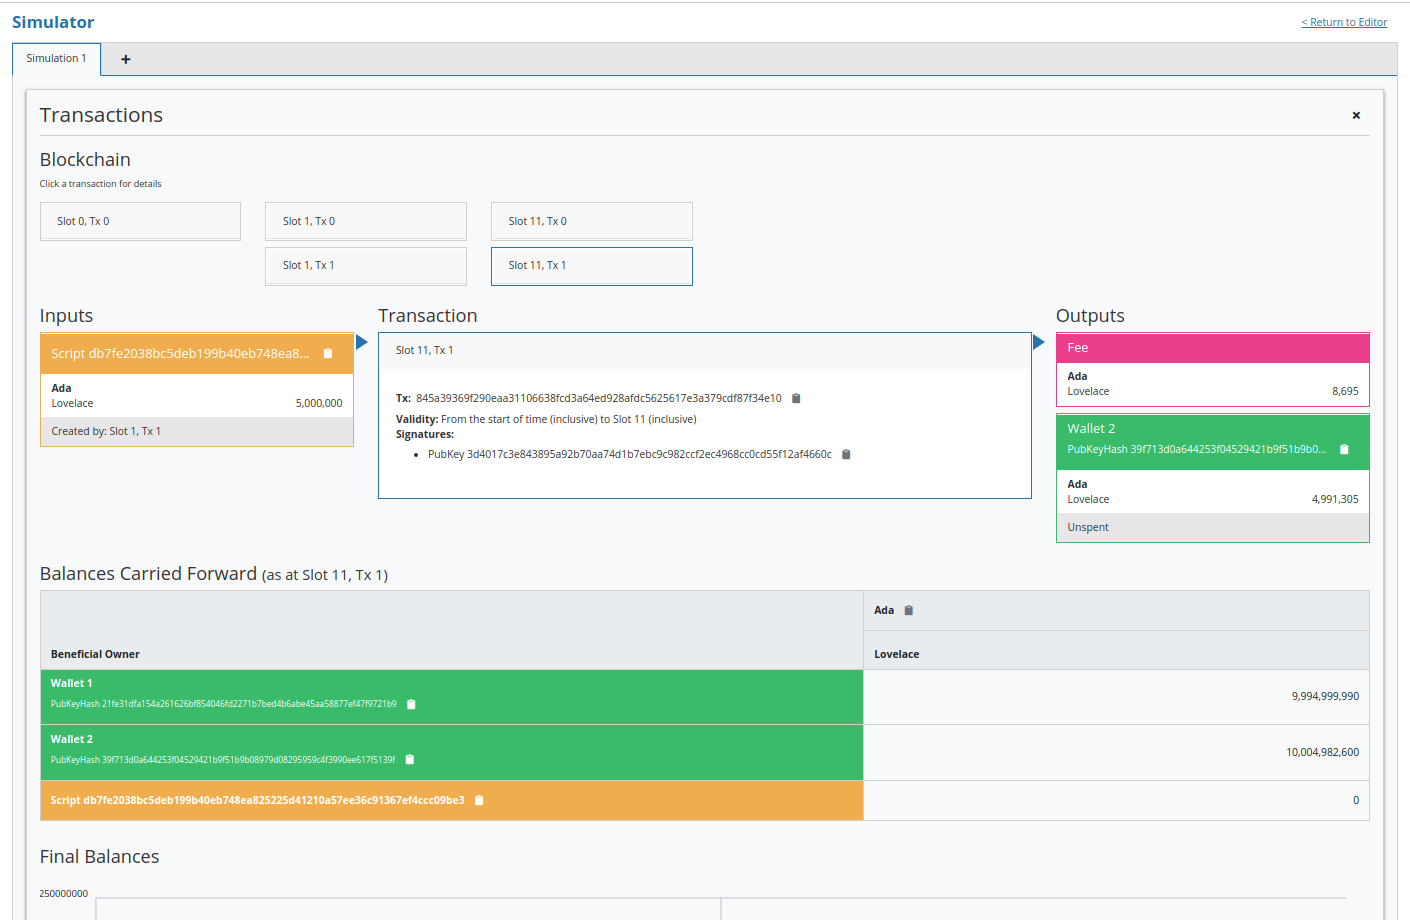 Simulator
< Return to Editor
Simulation 1
+
Transactions
×
Blockchain
Click a transaction for details
Slot 0, Tx 0
Slot 1, Tx 0
Slot 11, Tx 0
Slot 1, Tx 1
Slot 11, Tx 1
Inputs
Script db7fe2038bc5deb199b40eb748ea8...
Ada
Lovelace 5,000,000
Created by: Slot 1, Tx 1
Transaction
Slot 11, Tx 1
Tx: 845a39369f290eaa31106638fcd3a64ed928afdc5625617e3a379cdf87f34e10
Validity: From the start of time (inclusive) to Slot 11 (inclusive)
Signatures:
• PubKey 3d4017c3e843895a92b70aa74d1b7ebc9c982ccf2ec4968cc0cd55f12af4660c
Outputs
Fee
Ada
Lovelace 8,695
Wallet 2
PubKeyHash 39f713d0a644253f04529421b9f51b9b0...
Ada
Lovelace 4,991,305
Unspent
Balances Carried Forward (as at Slot 11, Tx 1)
Ada
Beneficial Owner Lovelace
Wallet 1
PubKeyHash 21fe31dfa154a261626bf854046fd2271b7bed4b6abe45aa58877ef47f9721b9
9,994,999,990
Wallet 2
PubKeyHash 39f713d0a644253f04529421b9f51b9b08979d08295959c4f3990ee617f5139f
10,004,982,600
Script db7fe2038bc5deb199b40eb748ea825225d41210a57ee36c91367ef4ccc09be3
0
Final Balances
250000000